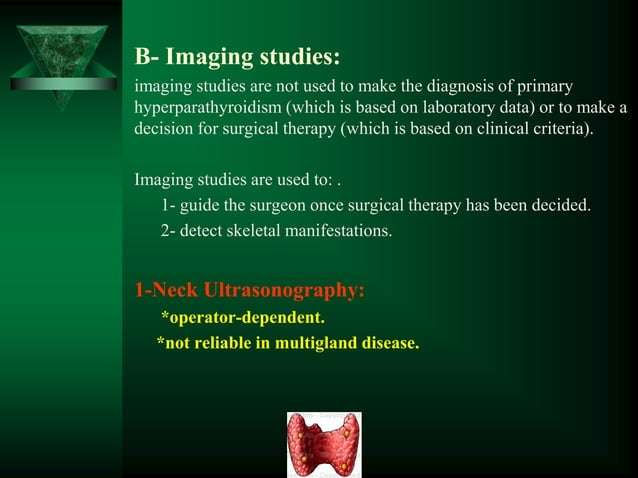 B- Imaging studies:
imaging studies are not used to make the diagnosis of primary
hyperparathyroidism (which is based on laboratory data) or to make a
decision for surgical therapy (which is based on clinical criteria).
Imaging studies are used to: .
1- guide the surgeon once surgical therapy has been decided.
2- detect skeletal manifestations.
1-Neck Ultrasonography:
*operator-dependent.
*not reliable in multigland disease.